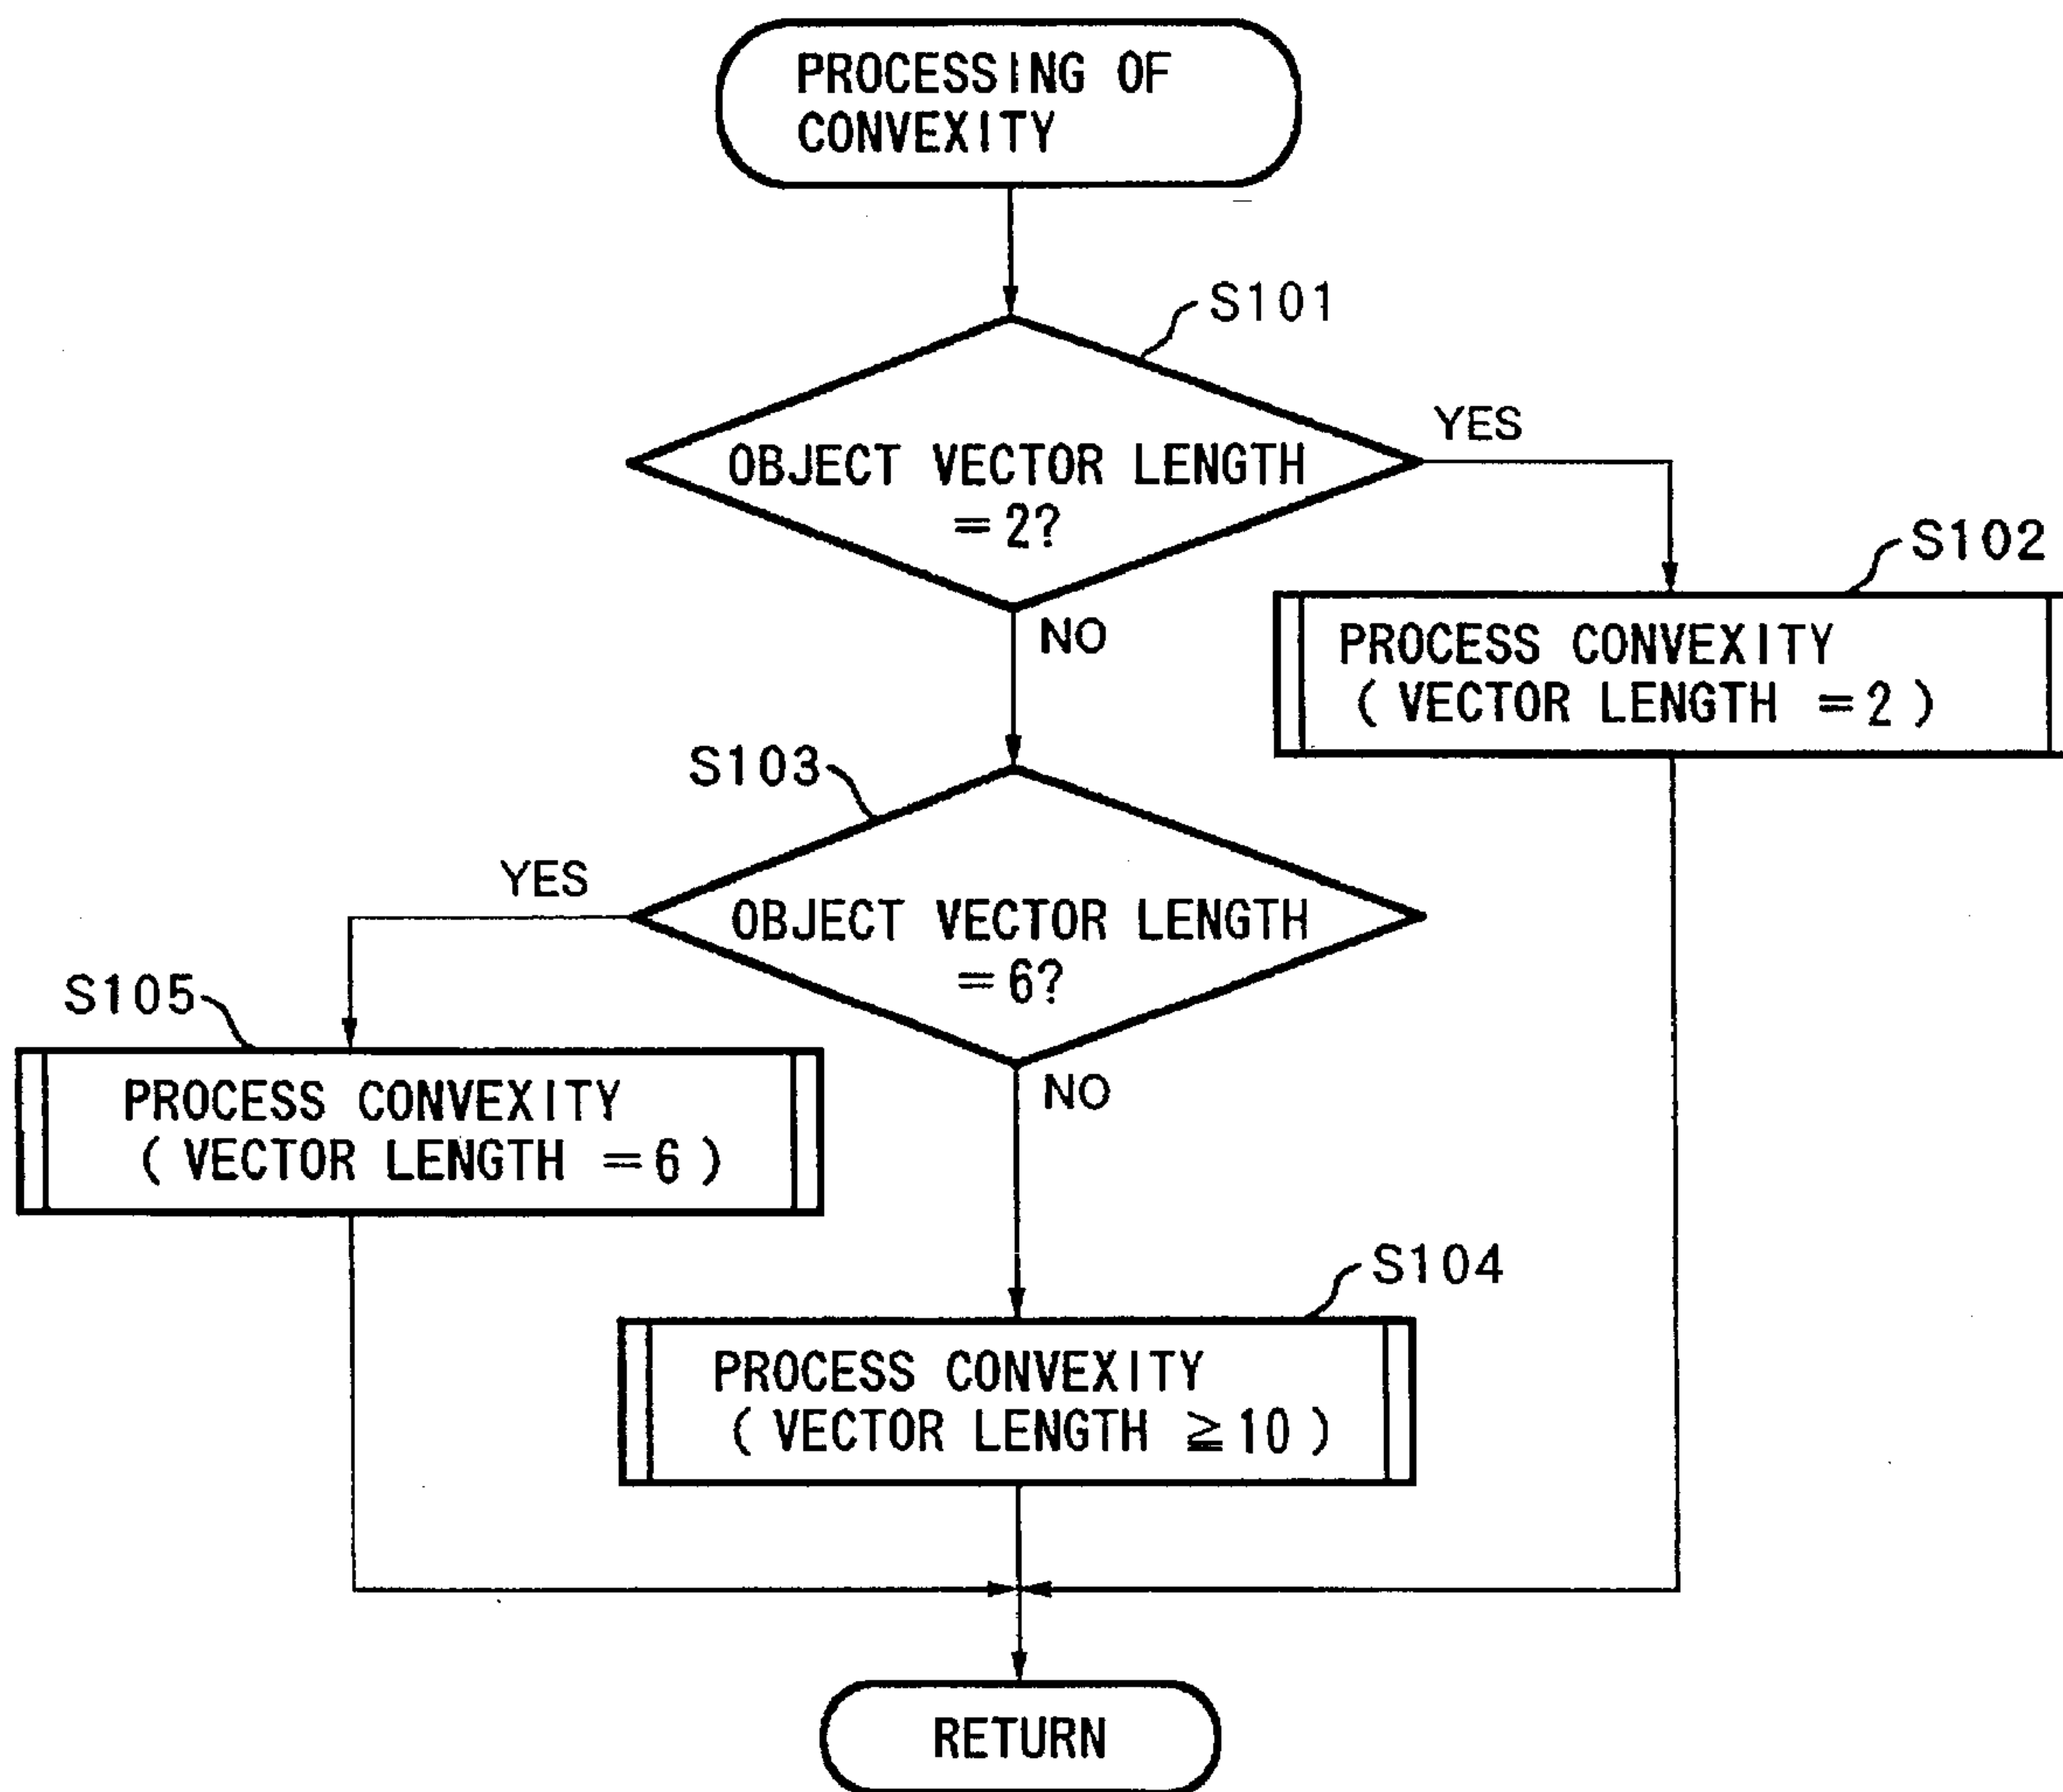 PROCESSING OF
CONVEXITY
S101
OBJECT VECTOR LENGTH
=2?
YES
NO
S102
PROCESS CONVEXITY
(VECTOR LENGTH =2)
S103
OBJECT VECTOR LENGTH
=6?
YES
NO
S105
PROCESS CONVEXITY
(VECTOR LENGTH =6)
S104
PROCESS CONVEXITY
(VECTOR LENGTH ≧10)
RETURN